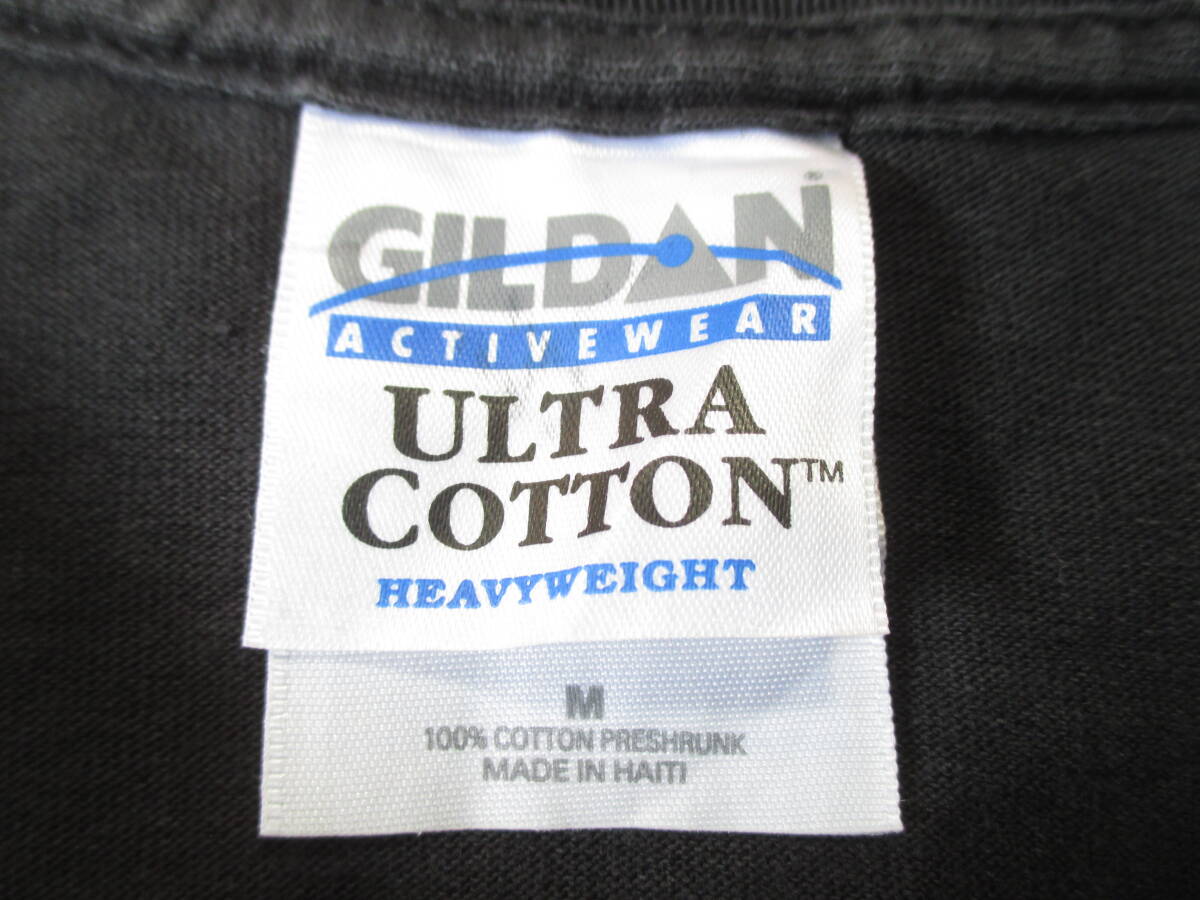 GILDAN®
ACTIVEWEAR
ULTRA
COTTON™
HEAVYWEIGHT
M
100% COTTON PRESHRUNK
MADE IN HAITI